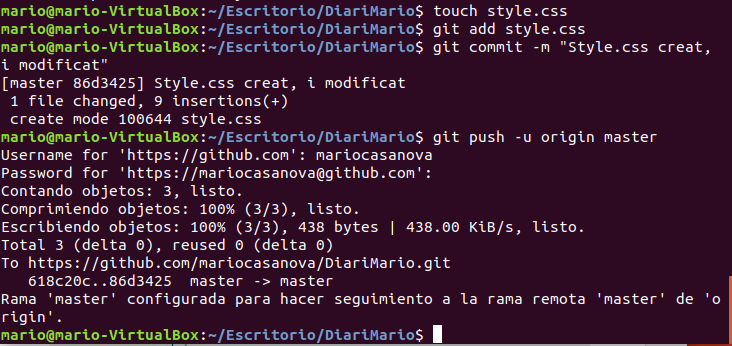 mario@mario-VirtualBox:~/Escritorio/DiariMario$ touch style.css
mario@mario-VirtualBox:~/Escritorio/DiariMario$ git add style.css
mario@mario-VirtualBox:~/Escritorio/DiariMario$ git commit -m "Style.css creat,
i modificat"
[master 86d3425] Style.css creat, i modificat
 1 file changed, 9 insertions(+)
 create mode 100644 style.css
mario@mario-VirtualBox:~/Escritorio/DiariMario$ git push -u origin master
Username for 'https://github.com': mariocasanova
Password for 'https://mariocasanova@github.com':
Contando objetos: 3, listo.
Comprimiendo objetos: 100% (3/3), listo.
Escribiendo objetos: 100% (3/3), 438 bytes | 438.00 KiB/s, listo.
Total 3 (delta 0), reused 0 (delta 0)
To https://github.com/mariocasanova/DiariMario.git
   618c20c..86d3425  master -> master
Rama 'master' configurada para hacer seguimiento a la rama remota 'master' de 'o
rigin'.
mario@mario-VirtualBox:~/Escritorio/DiariMario$